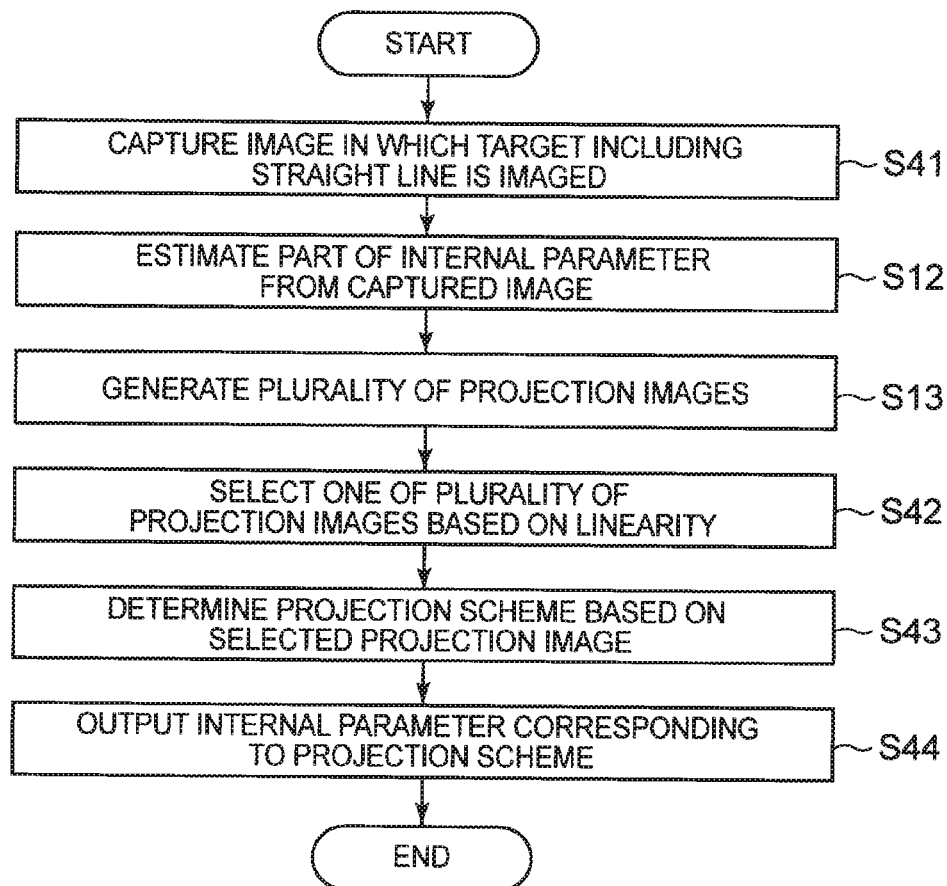 START
CAPTURE IMAGE IN WHICH TARGET INCLUDING
STRAIGHT LINE IS IMAGED
S41
ESTIMATE PART OF INTERNAL PARAMETER
FROM CAPTURED IMAGE
S12
GENERATE PLURALITY OF PROJECTION IMAGES
S13
SELECT ONE OF PLURALITY OF
PROJECTION IMAGES BASED ON LINEARITY
S42
DETERMINE PROJECTION SCHEME BASED ON
SELECTED PROJECTION IMAGE
S43
OUTPUT INTERNAL PARAMETER CORRESPONDING
TO PROJECTION SCHEME
S44
END